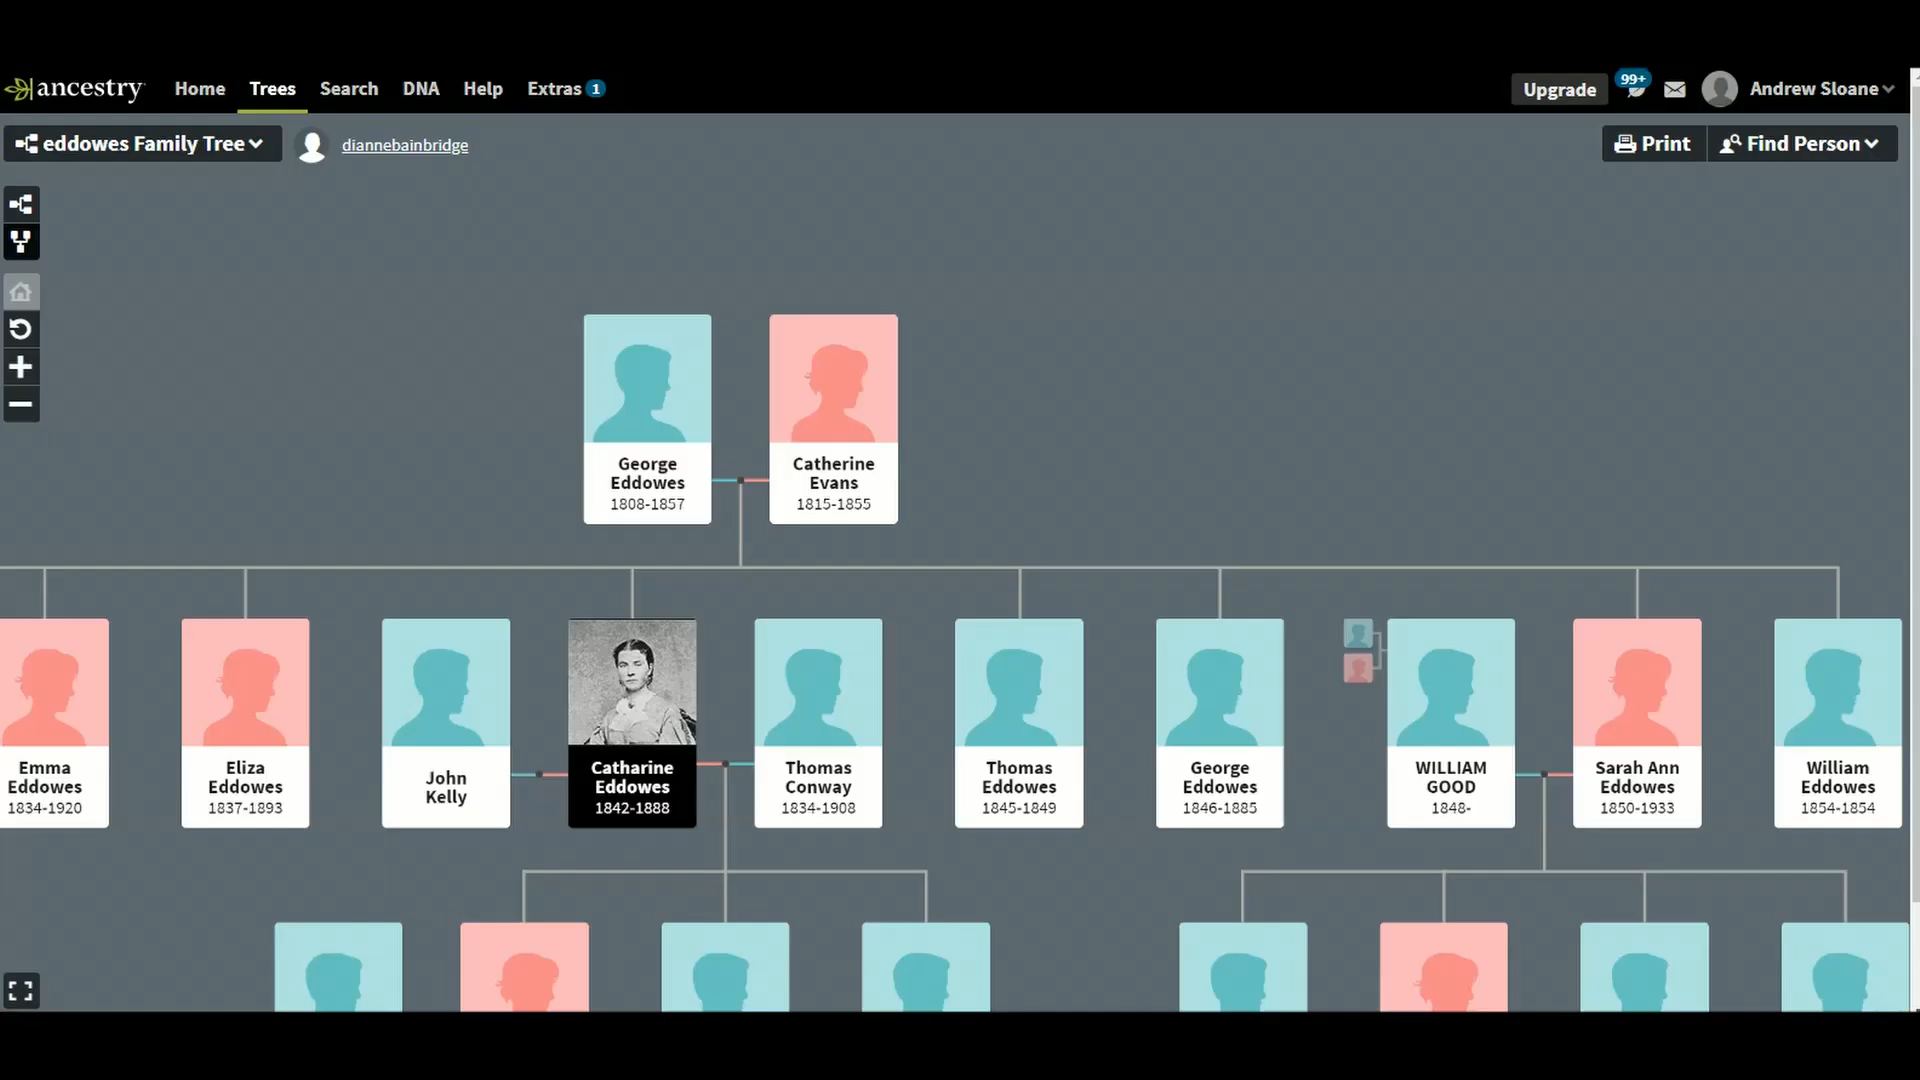 ancestry
Home
Trees
Search
DNA
Help
Extras
1
Upgrade
99+
Andrew Sloane
eddowes Family Tree
diannebainbridge
Print
Find Person
George
Eddowes
1808-1857
Catherine
Evans
1815-1855
Emma
Eddowes
1834-1920
Eliza
Eddowes
1837-1893
John
Kelly
Catharine
Eddowes
1842-1888
Thomas
Conway
1834-1908
Thomas
Eddowes
1845-1849
George
Eddowes
1846-1885
WILLIAM
GOOD
1848-
Sarah Ann
Eddowes
1850-1933
William
Eddowes
1854-1854